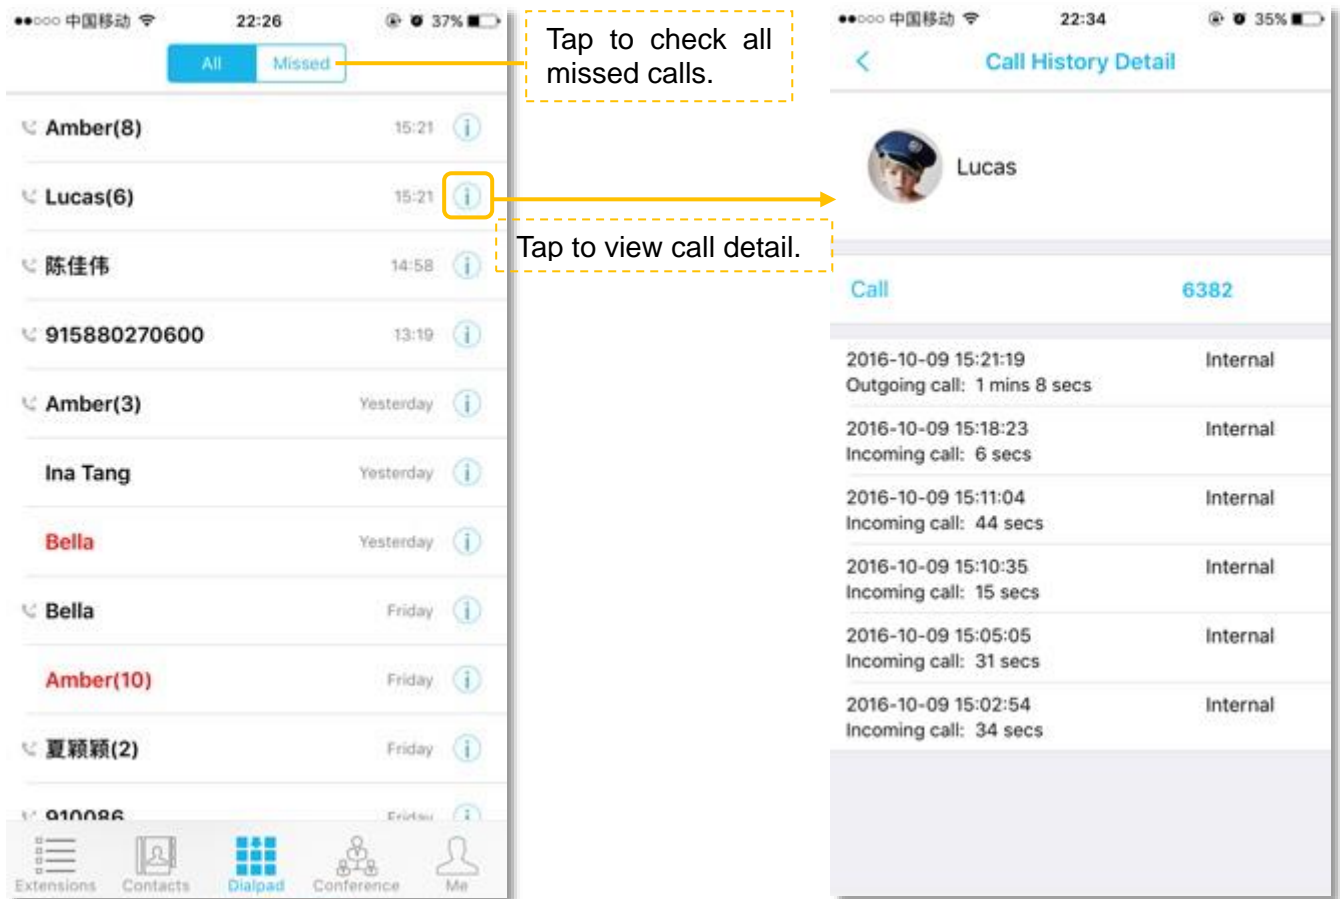 中国移动 22:26 37%
All Missed
Amber(8) 15:21
Lucas(6) 15:21
陈佳伟 14:58
915880270600 13:19
Amber(3) Yesterday
Ina Tang Yesterday
Bella Yesterday
Bella Friday
Amber(10) Friday
夏颖颖(2) Friday
910086 Friday
Extensions Contacts Dialpad Conference Me
Tap to check all
missed calls.
Tap to view call detail.
中国移动 22:34 35%
Call History Detail
Lucas
Call 6382
2016-10-09 15:21:19 Internal
Outgoing call: 1 mins 8 secs
2016-10-09 15:18:23 Internal
Incoming call: 6 secs
2016-10-09 15:11:04 Internal
Incoming call: 44 secs
2016-10-09 15:10:35 Internal
Incoming call: 15 secs
2016-10-09 15:05:05 Internal
Incoming call: 31 secs
2016-10-09 15:02:54 Internal
Incoming call: 34 secs